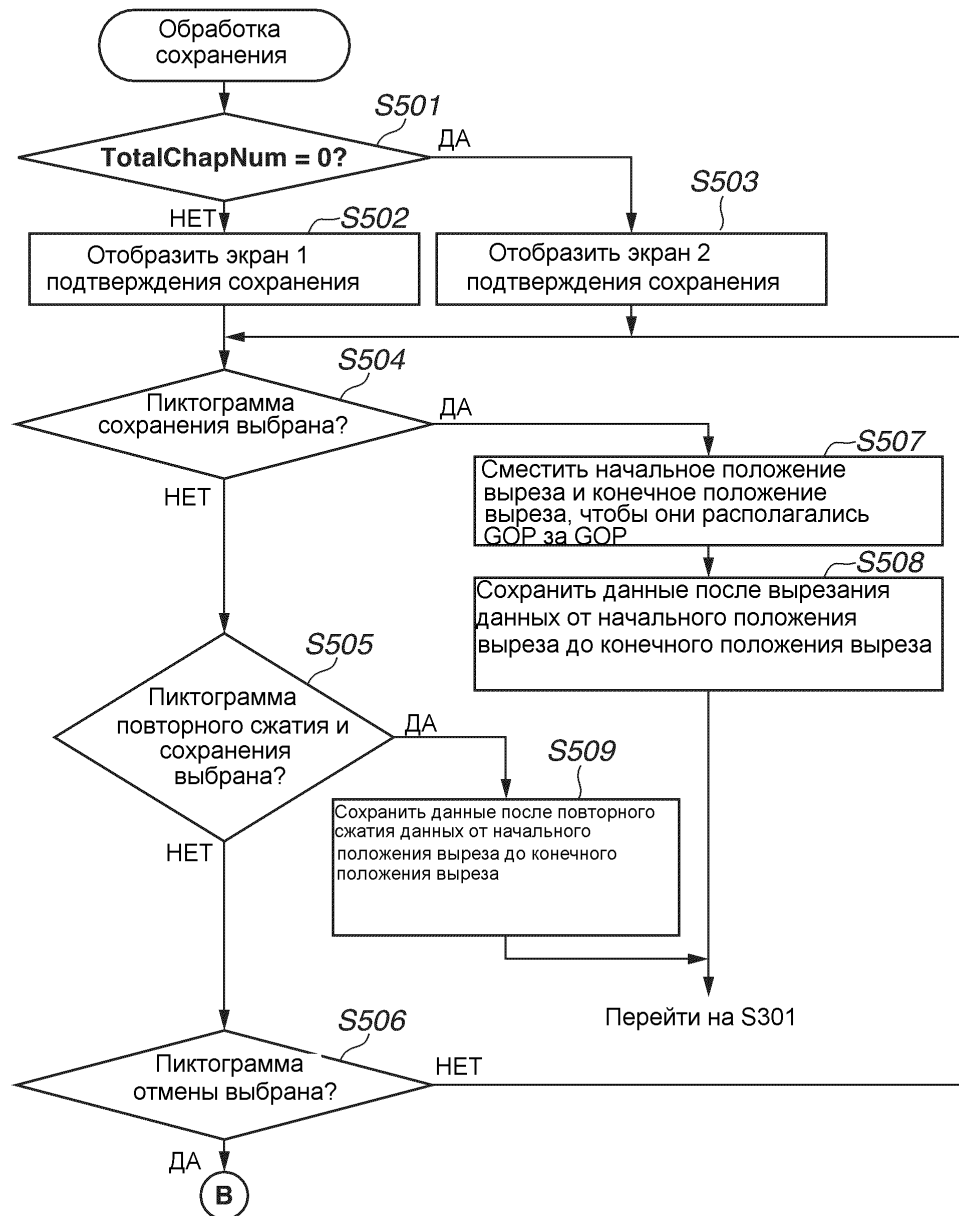 Обработка
сохранения
S501
TotalChapNum = 0?
ДА
НЕТ
S502
S503
Отобразить экран 1
подтверждения сохранения
Отобразить экран 2
подтверждения сохранения
S504
Пиктограмма
сохранения выбрана?
ДА
НЕТ
S507
Сместить начальное положение
выреза и конечное положение
выреза, чтобы они располагались
GOP за GOP
S508
Сохранить данные после вырезания
данных от начального положения
выреза до конечного положения выреза
S505
Пиктограмма
повторного сжатия и
сохранения
выбрана?
ДА
НЕТ
S509
Сохранить данные после повторного
сжатия данных от начального
положения выреза до конечного
положения выреза
Перейти на S301
S506
Пиктограмма
отмены выбрана?
НЕТ
ДА
B